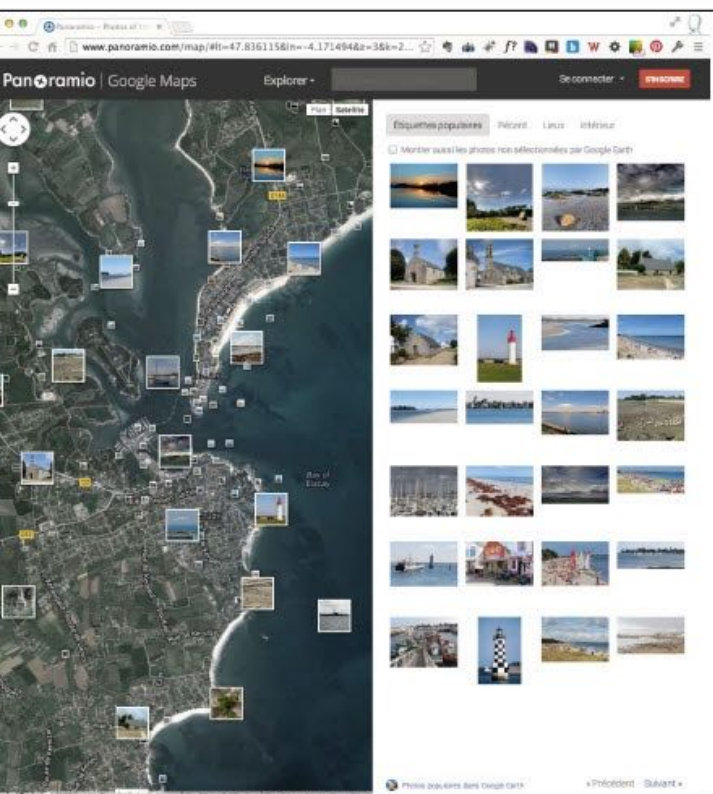 www.panoramio.com/map/#lt=47.836115&ln=-4.171494&z=3&k=2...
Panoramio | Google Maps
Explorer
Se connecter
S'INSCRIRE
Plan
Satellite
Étiquettes populaires
Récent
Lieux
Intérieur
Montrer aussi les photos non sélectionnées par Google Earth
Bay of
Biscay
Photos populaires dans Google Earth
« Précédent
Suivant »